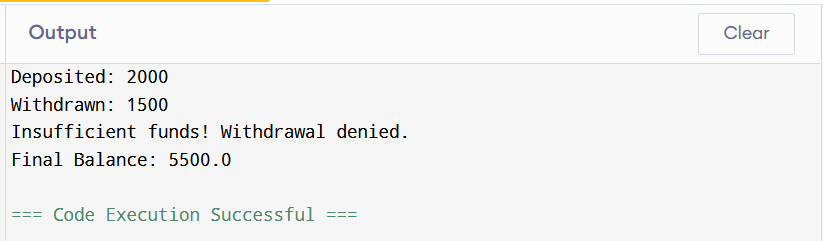 Output
Clear
Deposited: 2000
Withdrawn: 1500
Insufficient funds! Withdrawal denied.
Final Balance: 5500.0
=== Code Execution Successful ===